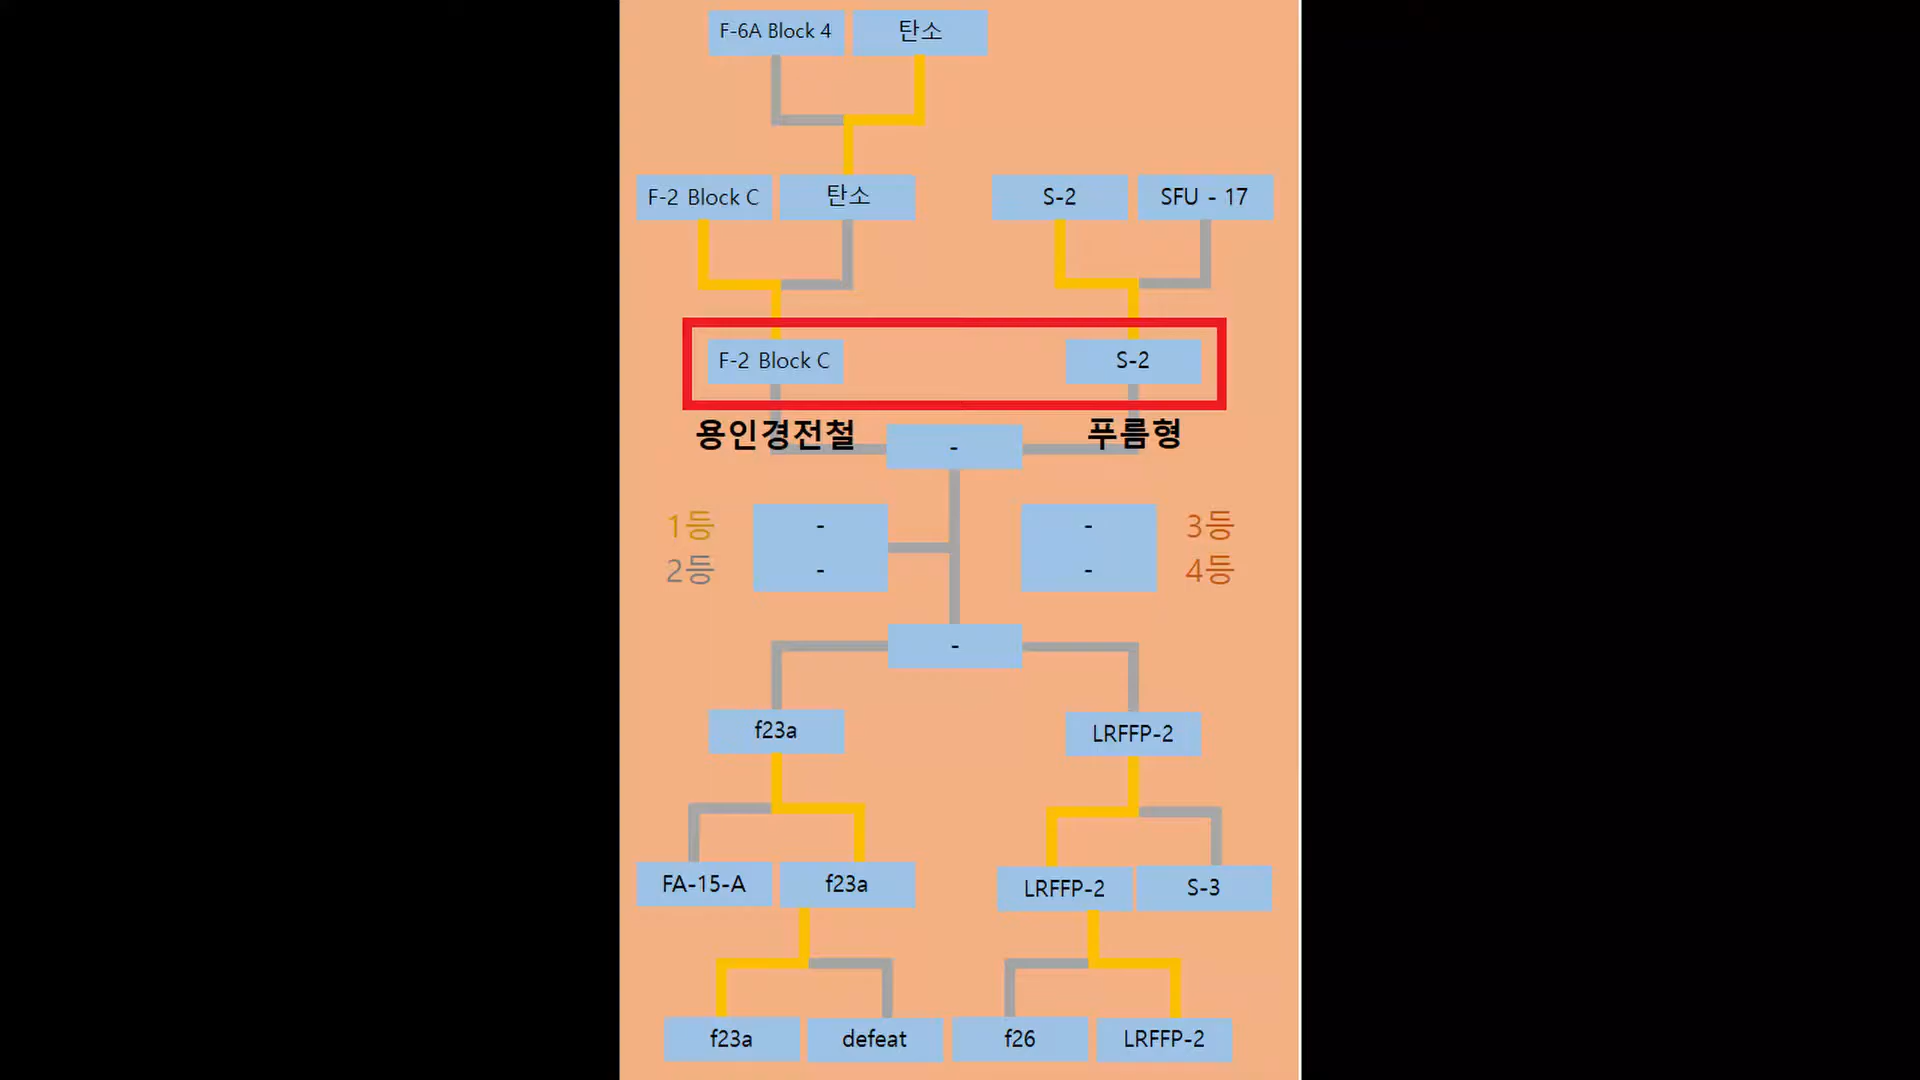 F-6A Block 4
탄소
F-2 Block C
탄소
S-2
SFU - 17
F-2 Block C
S-2
용인경전철
푸름형
-
1등
-
-
3등
2등
-
-
4등
-
f23a
LRFFP-2
FA-15-A
f23a
LRFFP-2
S-3
f23a
defeat
f26
LRFFP-2